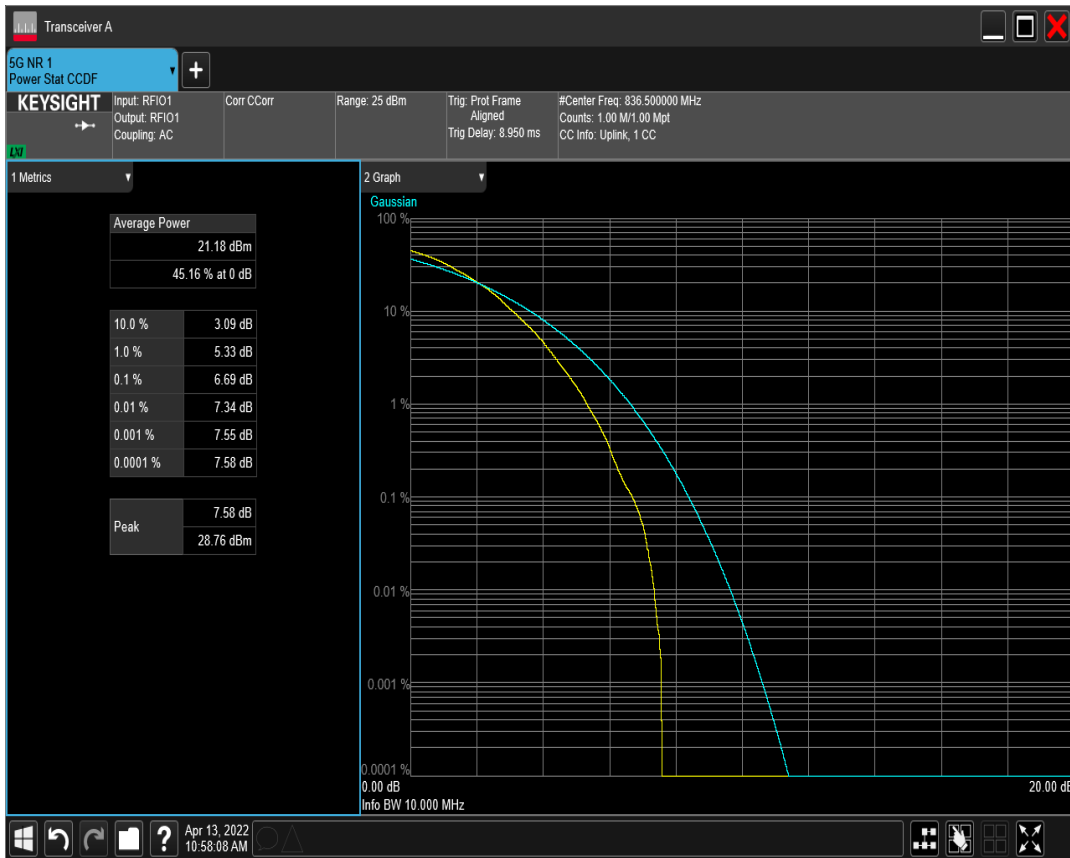 Transceiver A
5G NR 1
Power Stat CCDF
+
KEYSIGHT
LXI
Input: RFIO1
Output: RFIO1
Coupling: AC
Corr CCorr
Range: 25 dBm
Trig: Prot Frame
Aligned
Trig Delay: 8.950 ms
#Center Freq: 836.500000 MHz
Counts: 1.00 M/1.00 Mpt
CC Info: Uplink, 1 CC
1 Metrics
Average Power
21.18 dBm
45.16 % at 0 dB
10.0 % 3.09 dB
1.0 % 5.33 dB
0.1 % 6.69 dB
0.01 % 7.34 dB
0.001 % 7.55 dB
0.0001 % 7.58 dB
Peak
7.58 dB
28.76 dBm
2 Graph
Gaussian
100 %
10 %
1 %
0.1 %
0.01 %
0.001 %
0.0001 %
0.00 dB 20.00 dB
Info BW 10.000 MHz
?
Apr 13, 2022
10:58:08 AM